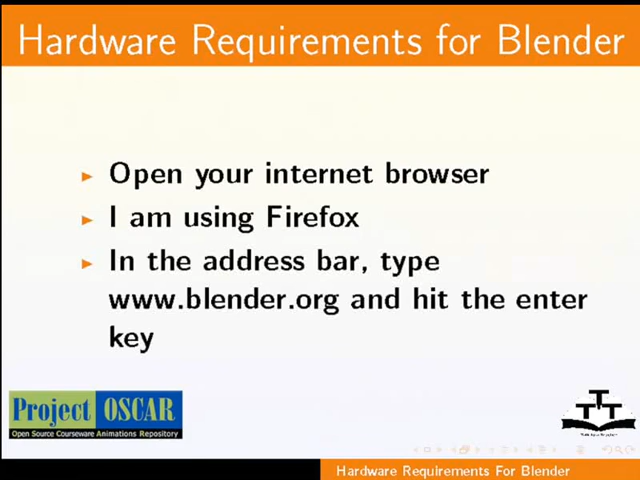 Hardware Requirements for Blender
Open your internet browser
I am using Firefox
In the address bar, type
www.blender.org and hit the enter
key
Project OSCAR
Open Source Courseware Animations Repository
TTT
Hardware Requirements For Blender